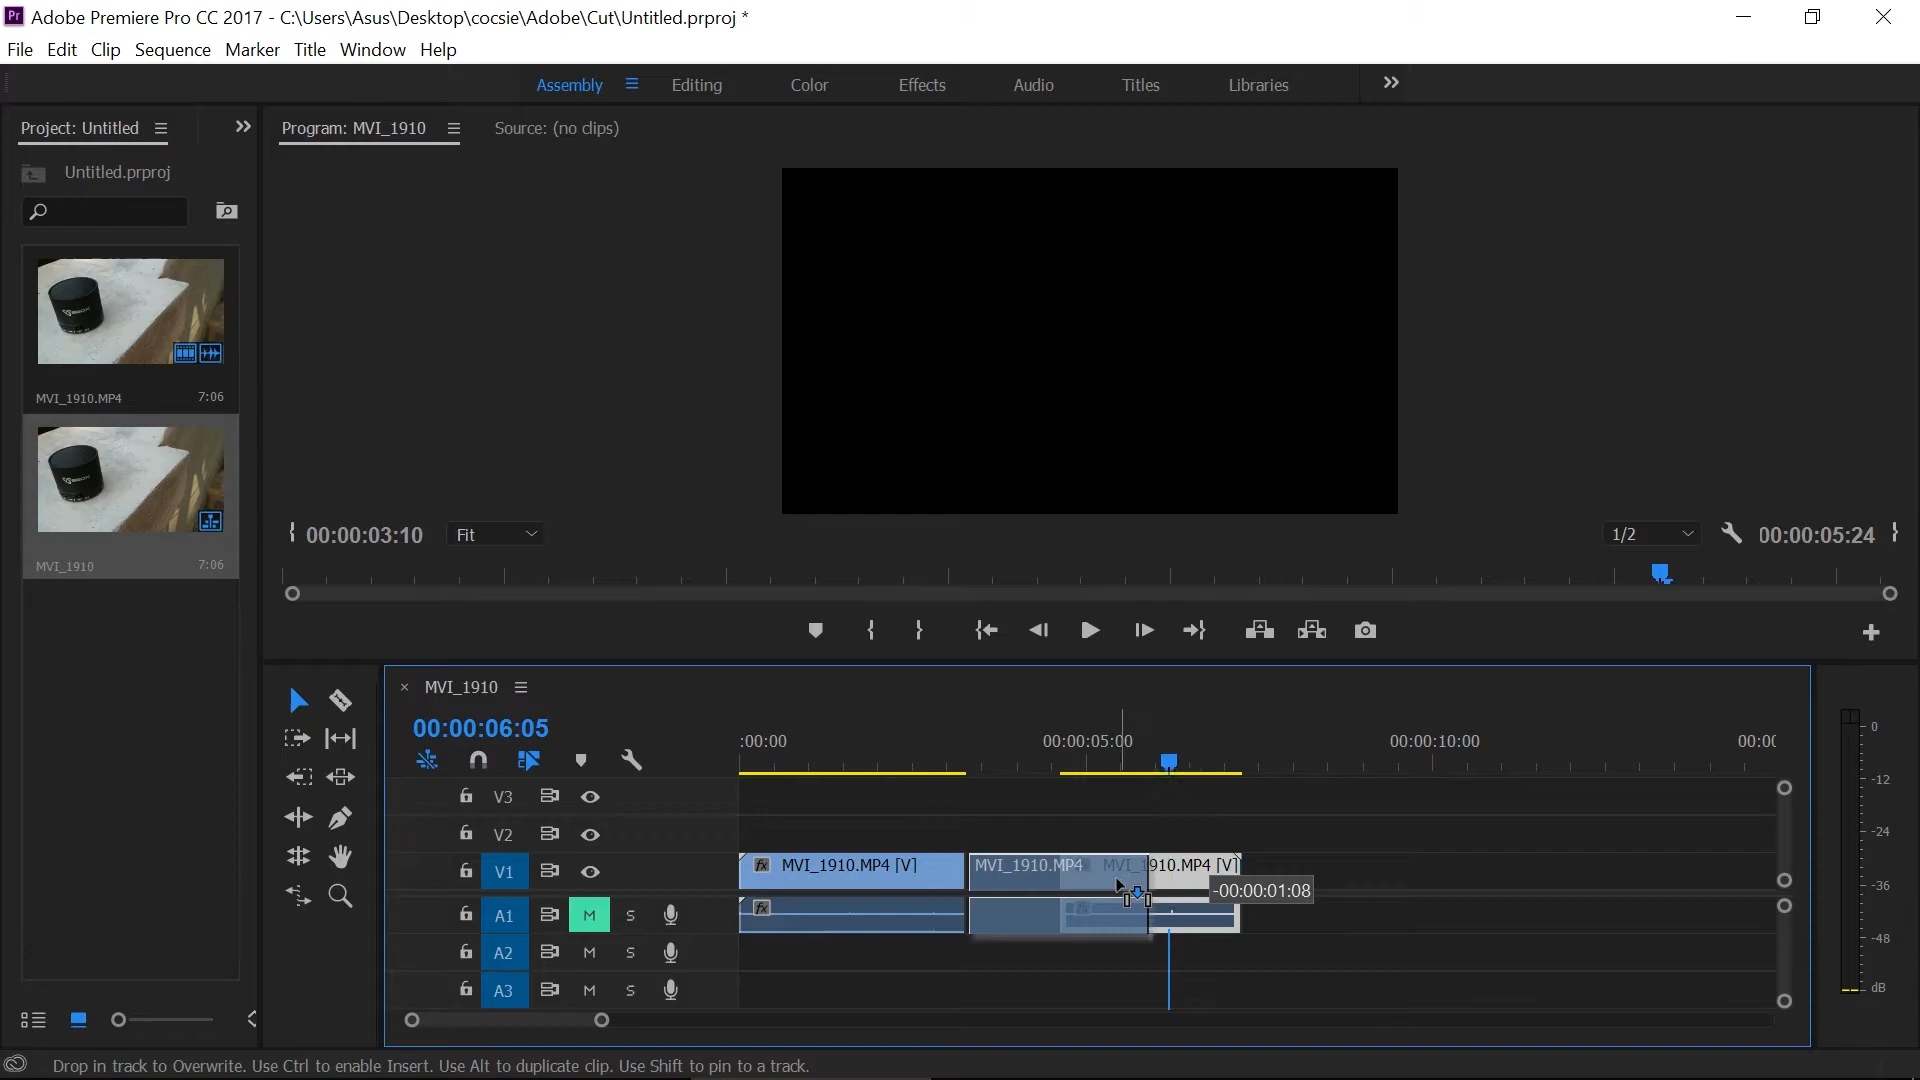 Adobe Premiere Pro CC 2017 - C:\Users\Asus\Desktop\cocsie\Adobe\Cut\Untitled.prproj *
File Edit Clip Sequence Marker Title Window Help
Assembly Editing Color Effects Audio Titles Libraries
Project: Untitled
Program: MVI_1910 Source: (no clips)
Untitled.prproj
MVI_1910.MP4 7:06
MVI_1910 7:06
00:00:03:10 Fit 1/2 00:00:05:24
MVI_1910
00:00:06:05
:00:00 00:00:05:00 00:00:10:00 00:00
V3
V2
V1 fx MVI_1910.MP4 [V] MVI_1910.MP4 MVI_1910.MP4 [V]
-00:00:01:08
A1 M S fx
A2 M S
A3 M S
0
-12
-24
-36
-48
dB
Drop in track to Overwrite. Use Ctrl to enable Insert. Use Alt to duplicate clip. Use Shift to pin to a track.